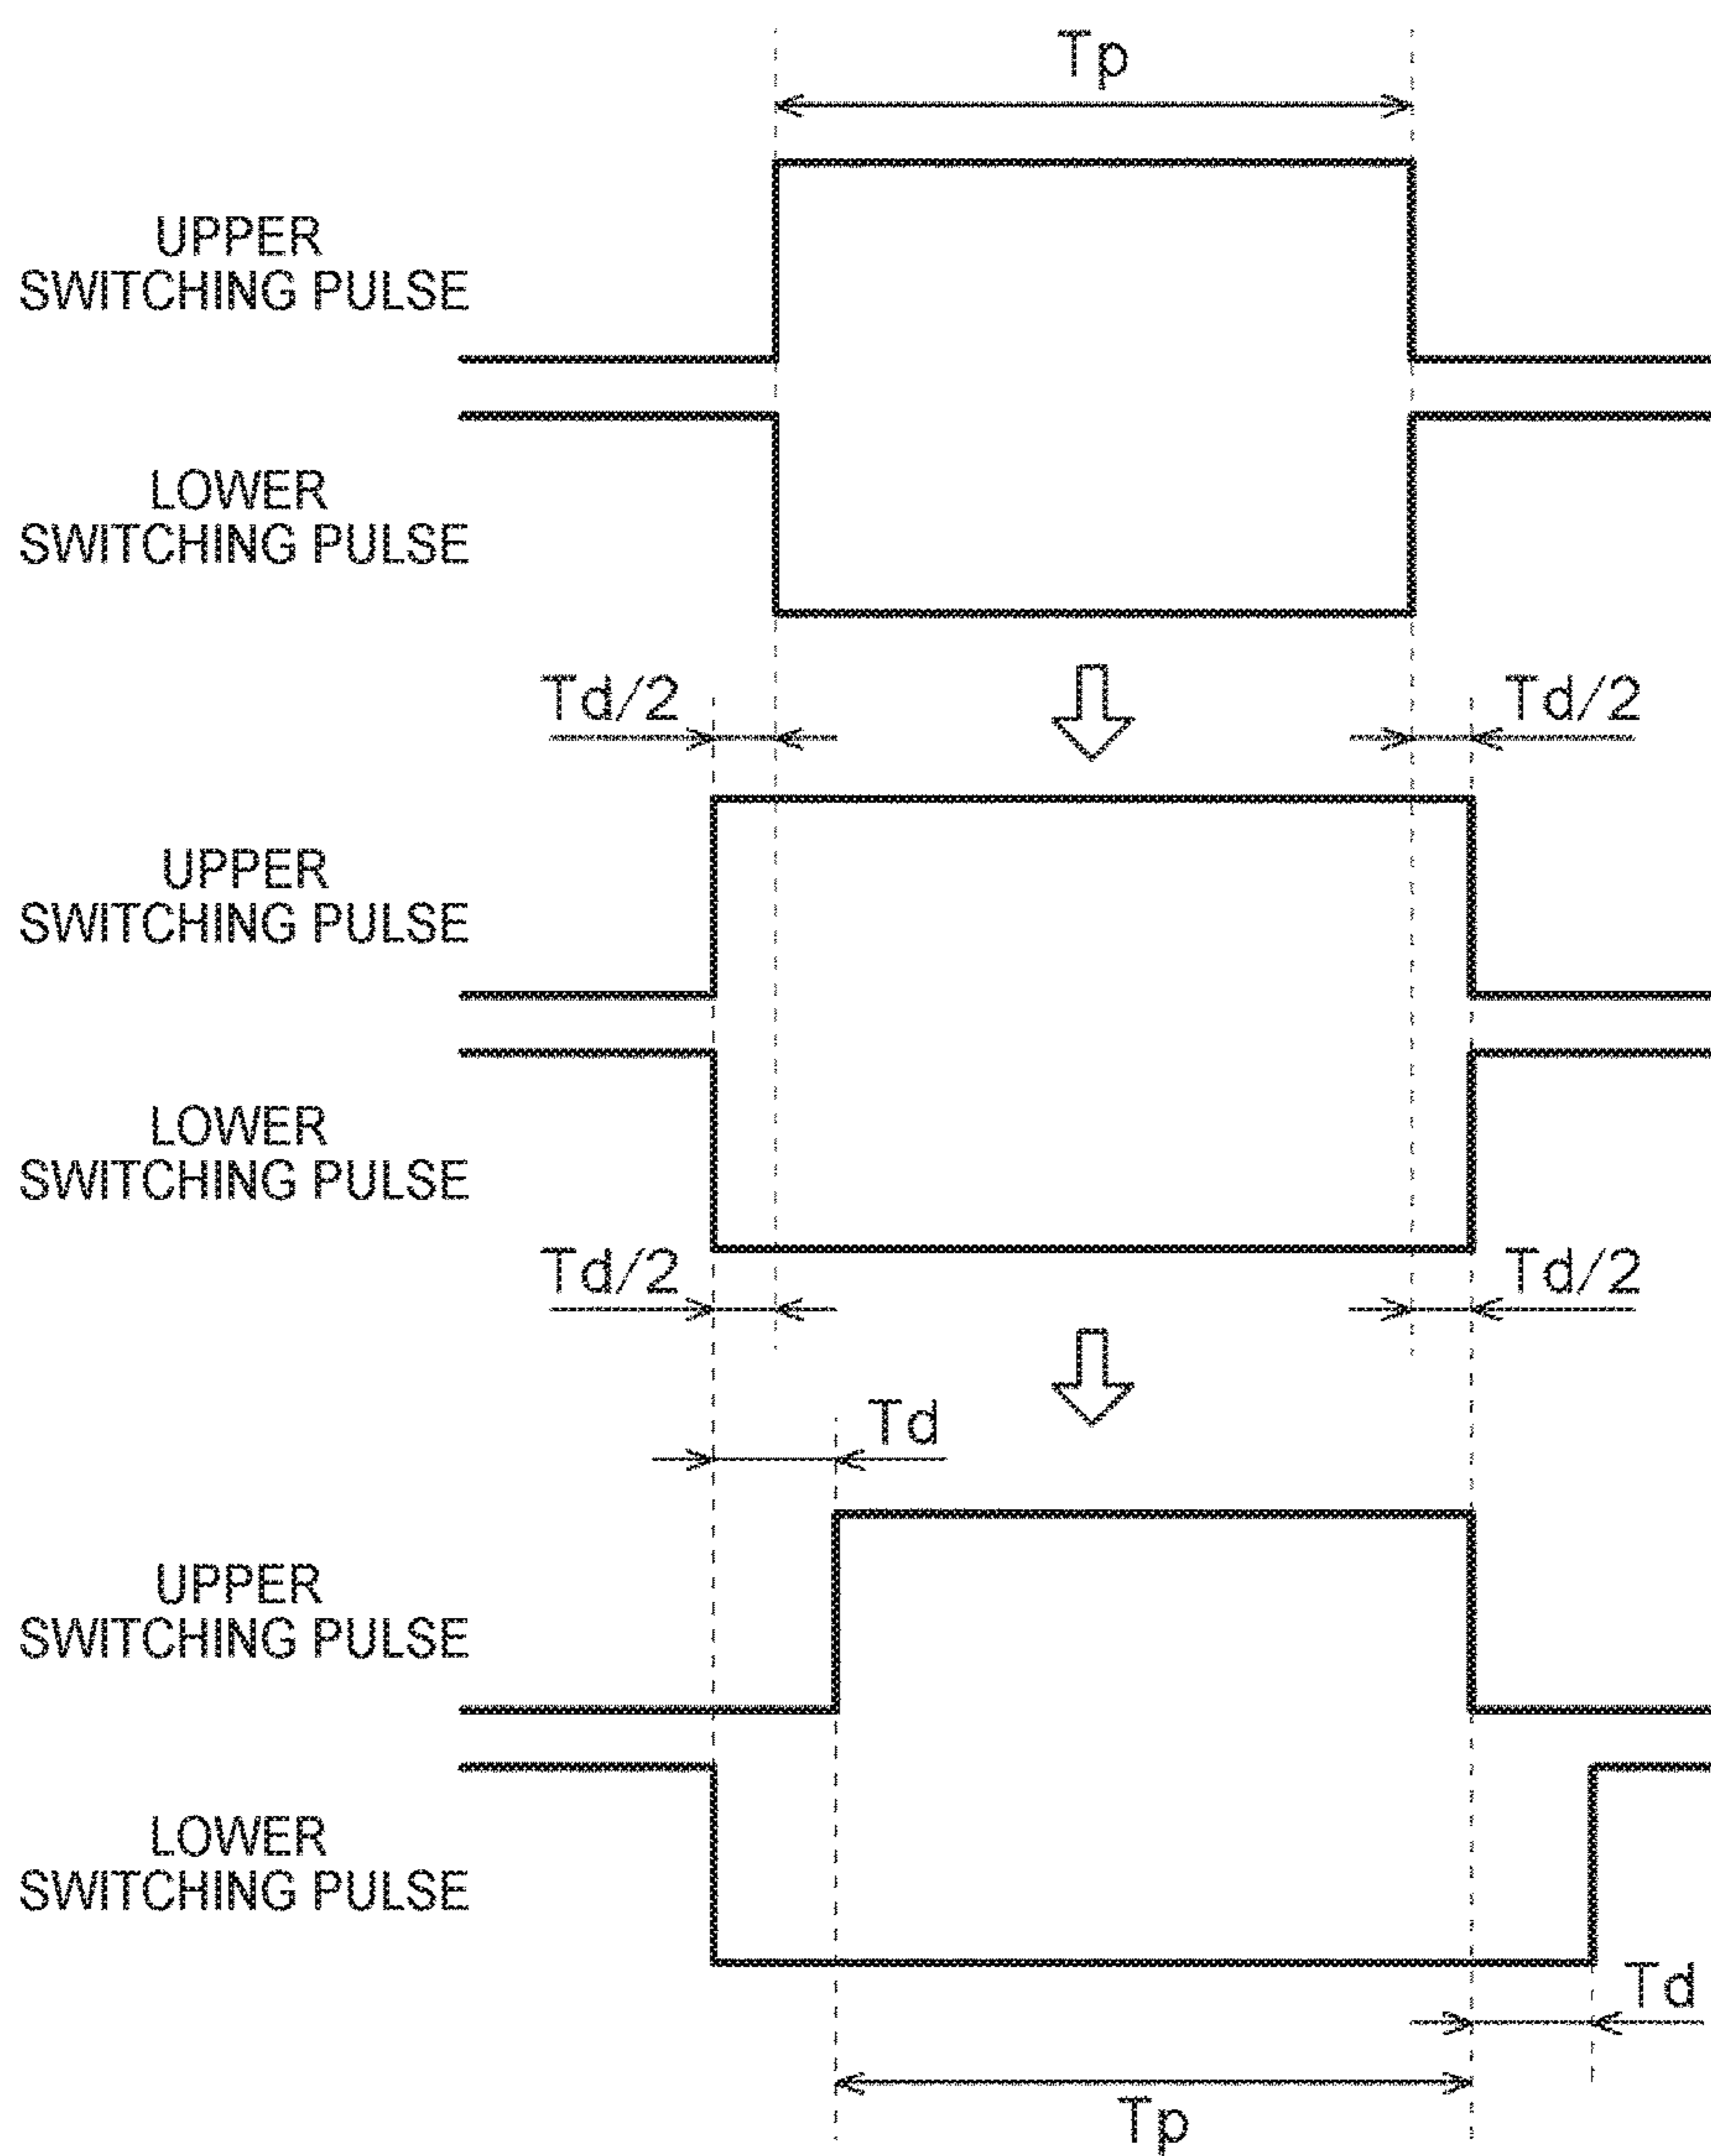 Tp
UPPER
SWITCHING PULSE
LOWER
SWITCHING PULSE
Td/2
Td/2
UPPER
SWITCHING PULSE
LOWER
SWITCHING PULSE
Td/2
Td/2
Td
UPPER
SWITCHING PULSE
LOWER
SWITCHING PULSE
Td
Tp